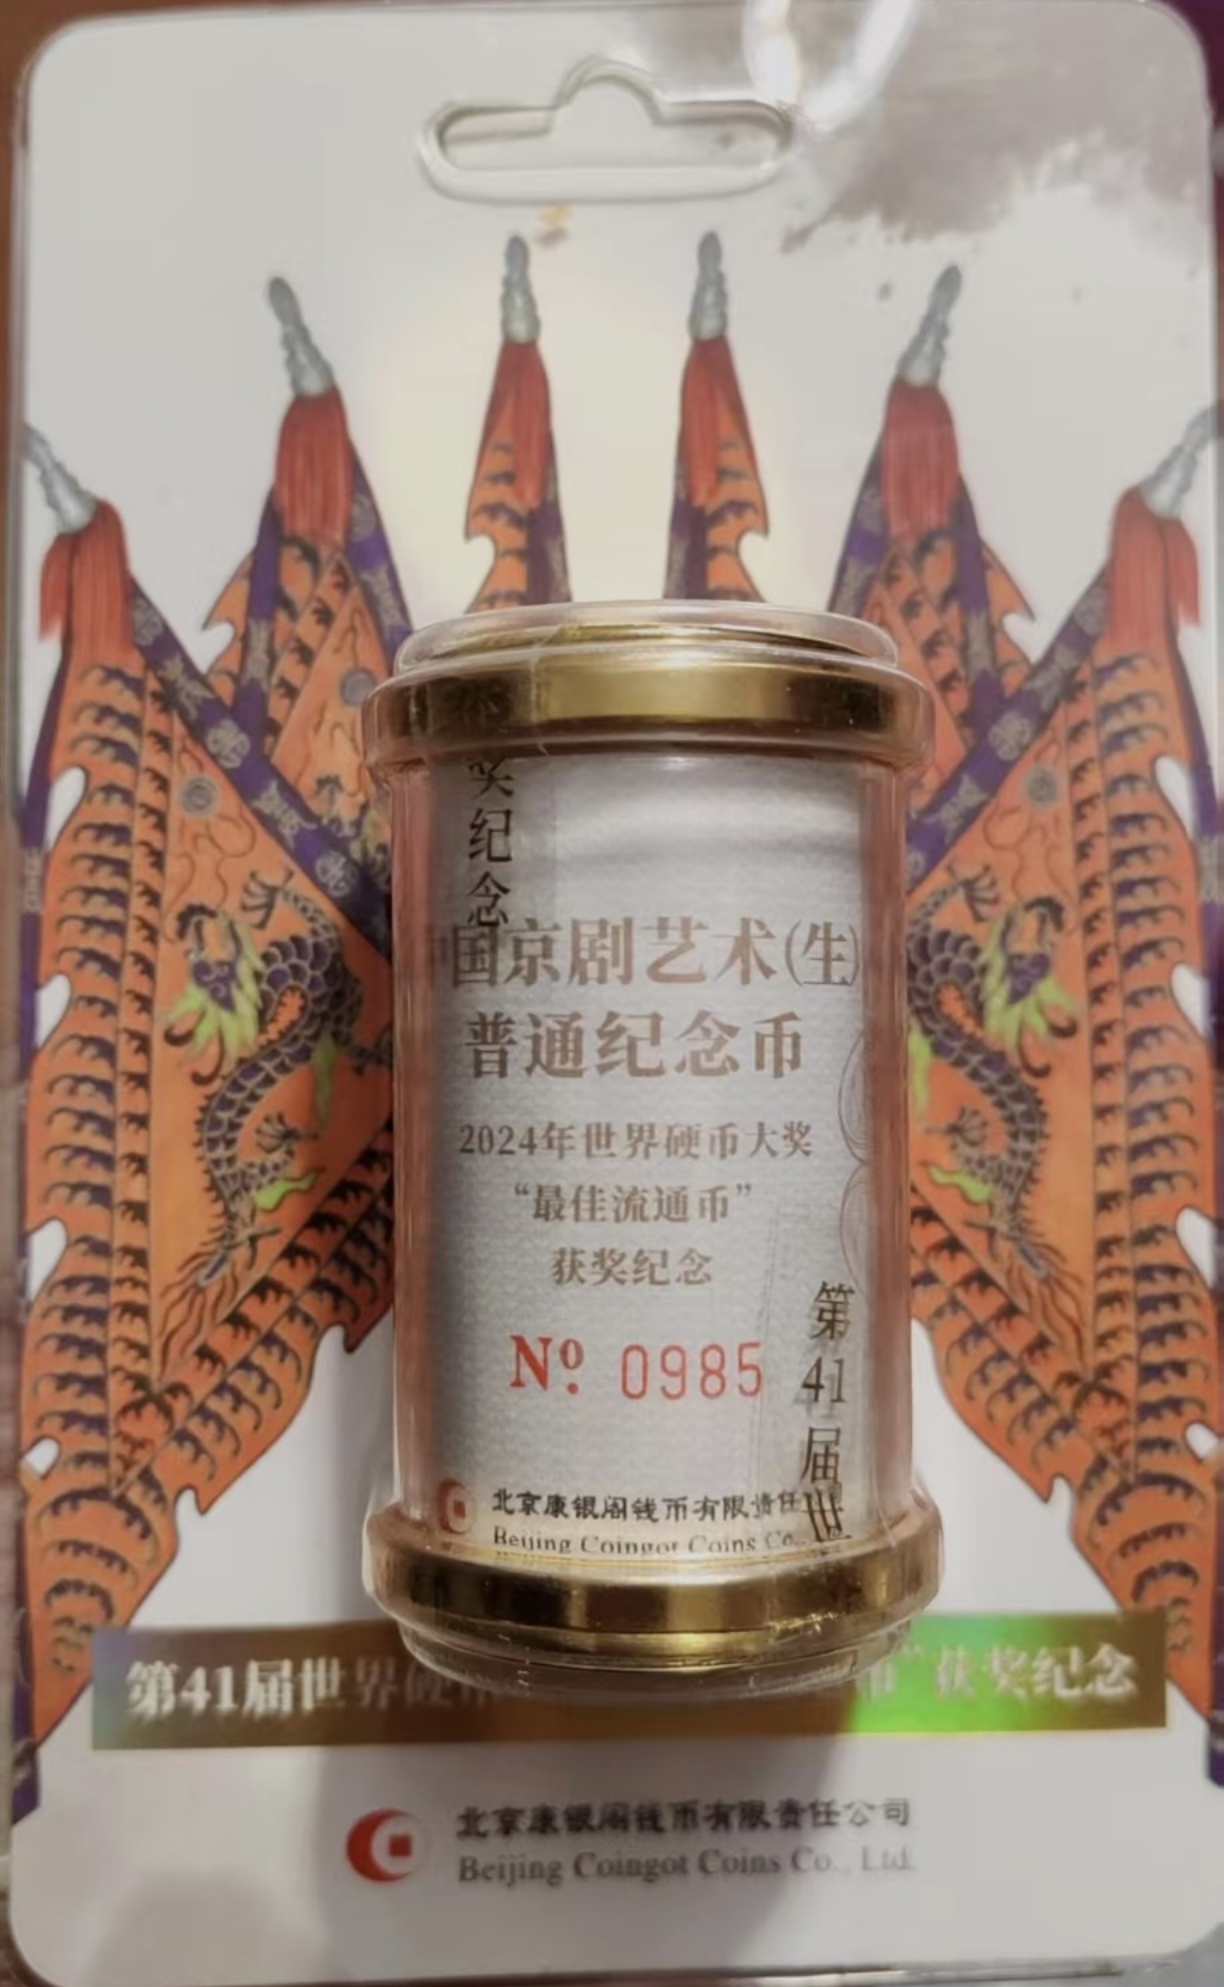 奖纪念
中国京剧艺术(生)
普通纪念币
2024年世界硬币大奖
“最佳流通币”
获奖纪念
№ 0985
第41届世
北京康银阁钱币有限责任
Beijing Coingot Coins Co.,
第41届世界硬币 币”获奖纪念
北京康银阁钱币有限责任公司
Beijing Coingot Coins Co., Ltd.